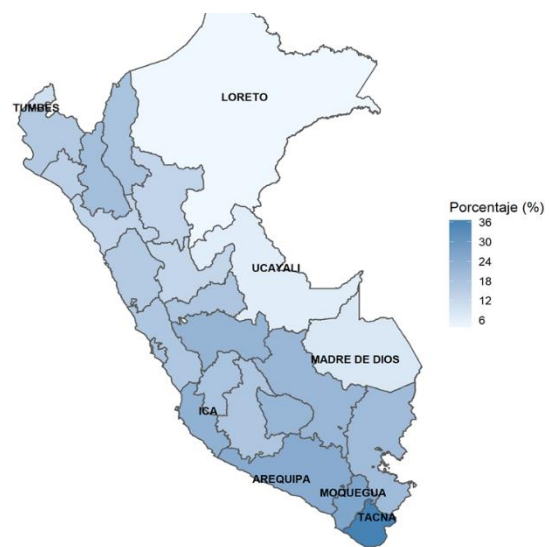 LORETO
TUMBES
Porcentaje (%)
36
30
24
18
12
6
UCAYALI
MADRE DE DIOS
ICA
AREQUIPA
MOQUEGUA
TACNA